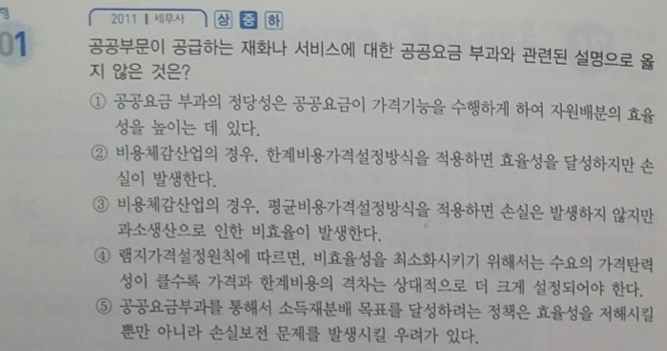 행
01
2011 | 세무사 상 중 하
공공부문이 공급하는 재화나 서비스에 대한 공공요금 부과와 관련된 설명으로 옳
지 않은 것은?
① 공공요금 부과의 정당성은 공공요금이 가격기능을 수행하게 하여 자원배분의 효율
성을 높이는 데 있다.
② 비용체감산업의 경우, 한계비용가격설정방식을 적용하면 효율성을 달성하지만 손
실이 발생한다.
③ 비용체감산업의 경우, 평균비용가격설정방식을 적용하면 손실은 발생하지 않지만
과소생산으로 인한 비효율이 발생한다.
④ 램지가격설정원칙에 따르면, 비효율성을 최소화시키기 위해서는 수요의 가격탄력
성이 클수록 가격과 한계비용의 격차는 상대적으로 더 크게 설정되어야 한다.
⑤ 공공요금부과를 통해서 소득재분배 목표를 달성하려는 정책은 효율성을 저해시킬
뿐만 아니라 손실보전 문제를 발생시킬 우려가 있다.